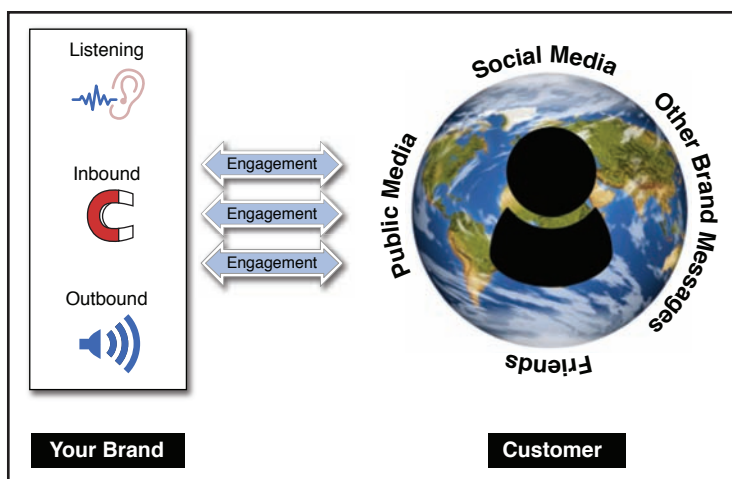 Listening
Inbound
Outbound
Your Brand
Engagement
Engagement
Engagement
Social Media
Public Media
Other Brand Messages
Friends
Customer